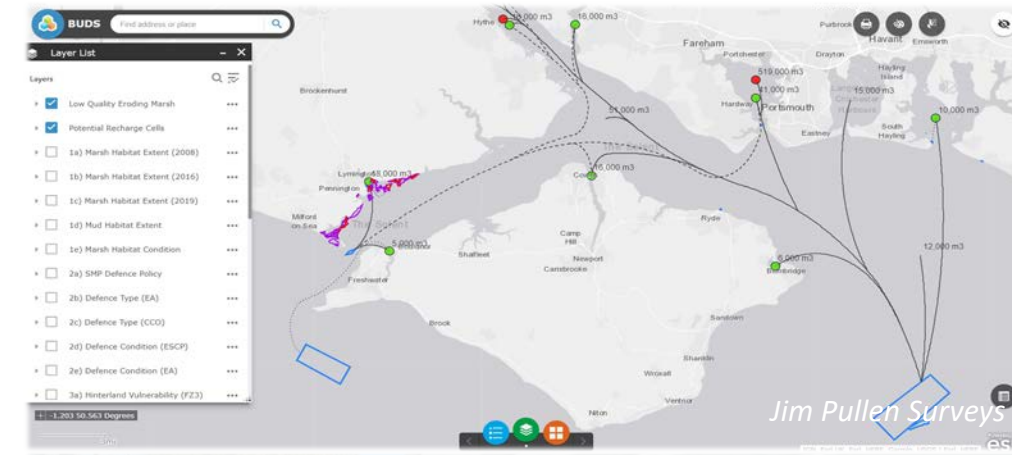 BUDS
Find address or place
Layer List
Layers
Low Quality Eroding Marsh
Potential Recharge Cells
1a) Marsh Habitat Extent (2008)
1b) Marsh Habitat Extent (2016)
1c) Marsh Habitat Extent (2019)
1d) Mud Habitat Extent
1e) Marsh Habitat Condition
2a) SMP Defence Policy
2b) Defence Type (EA)
2c) Defence Type (CCO)
2d) Defence Condition (ESCP)
2e) Defence Condition (EA)
3a) Hinterland Vulnerability (FZ3)
-1.203 50.563 Degrees
Hythe
18,000 m3
Fareham
Portchester
Purbrook
Drayton
Havant
Emsworth
Hayling
Island
Brockenhurst
519,000 m3
41,000 m3
Hardway
Portsmouth
15,000 m3
10,000 m3
51,000 m3
Eastney
South
Hayling
The Solent
16,000 m3
Lymington
Pennington
Milford
on Sea
The Solent
5,000 m3
Ryde
Camp
Hill
Newport
Carisbrooke
Shalfleet
Freshwater
6,000 m3
Bembridge
12,000 m3
Brook
Sandown
Shanklin
Wroxall
Ventnor
Niton
Jim Pullen Surveys
es